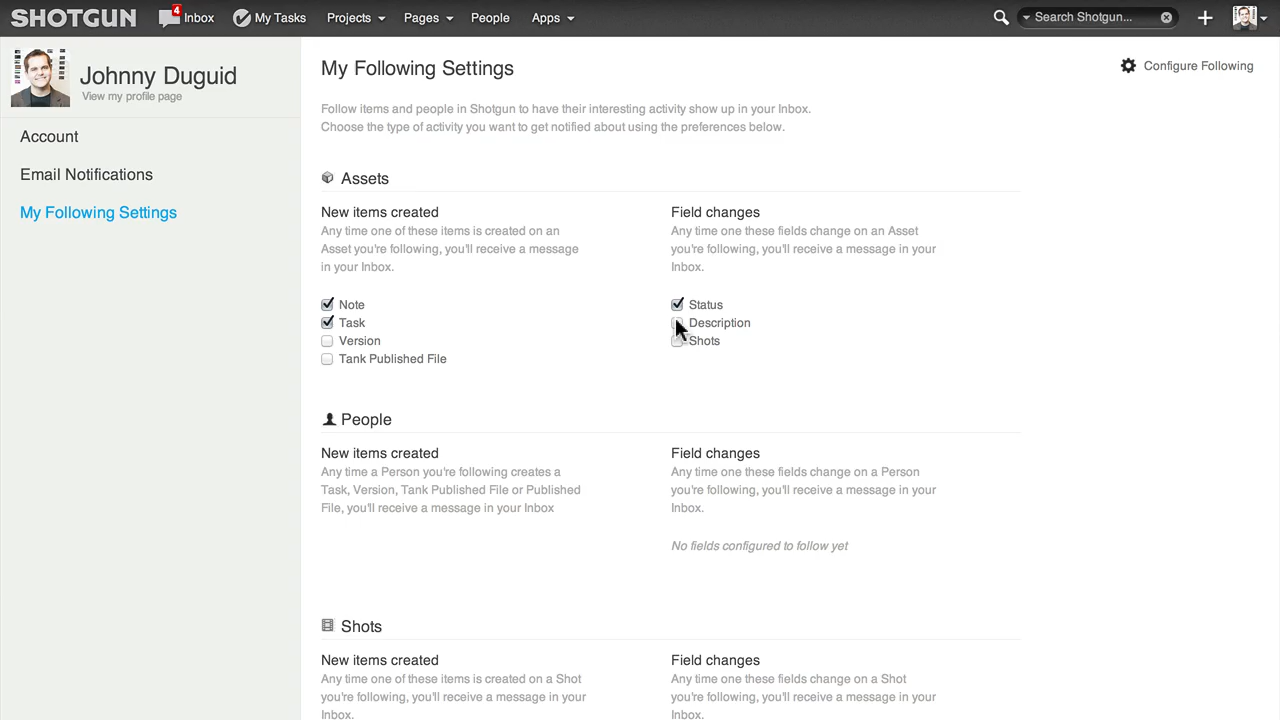 SHOTGUN 4 Inbox My Tasks Projects Pages People Apps Search Shotgun...
Johnny Duguid
View my profile page
Account
Email Notifications
My Following Settings
My Following Settings
Configure Following
Follow items and people in Shotgun to have their interesting activity show up in your Inbox.
Choose the type of activity you want to get notified about using the preferences below.
Assets
New items created
Any time one of these items is created on an
Asset you're following, you'll receive a message
in your Inbox.
Note
Task
Version
Tank Published File
Field changes
Any time one these fields change on an Asset
you're following, you'll receive a message in your
Inbox.
Status
Description
Shots
People
New items created
Any time a Person you're following creates a
Task, Version, Tank Published File or Published
File, you'll receive a message in your Inbox
Field changes
Any time one these fields change on a Person
you're following, you'll receive a message in your
Inbox.
No fields configured to follow yet
Shots
New items created
Any time one of these items is created on a Shot
you're following, you'll receive a message in your
Inbox.
Field changes
Any time one these fields change on a Shot
you're following, you'll receive a message in your
Inbox.